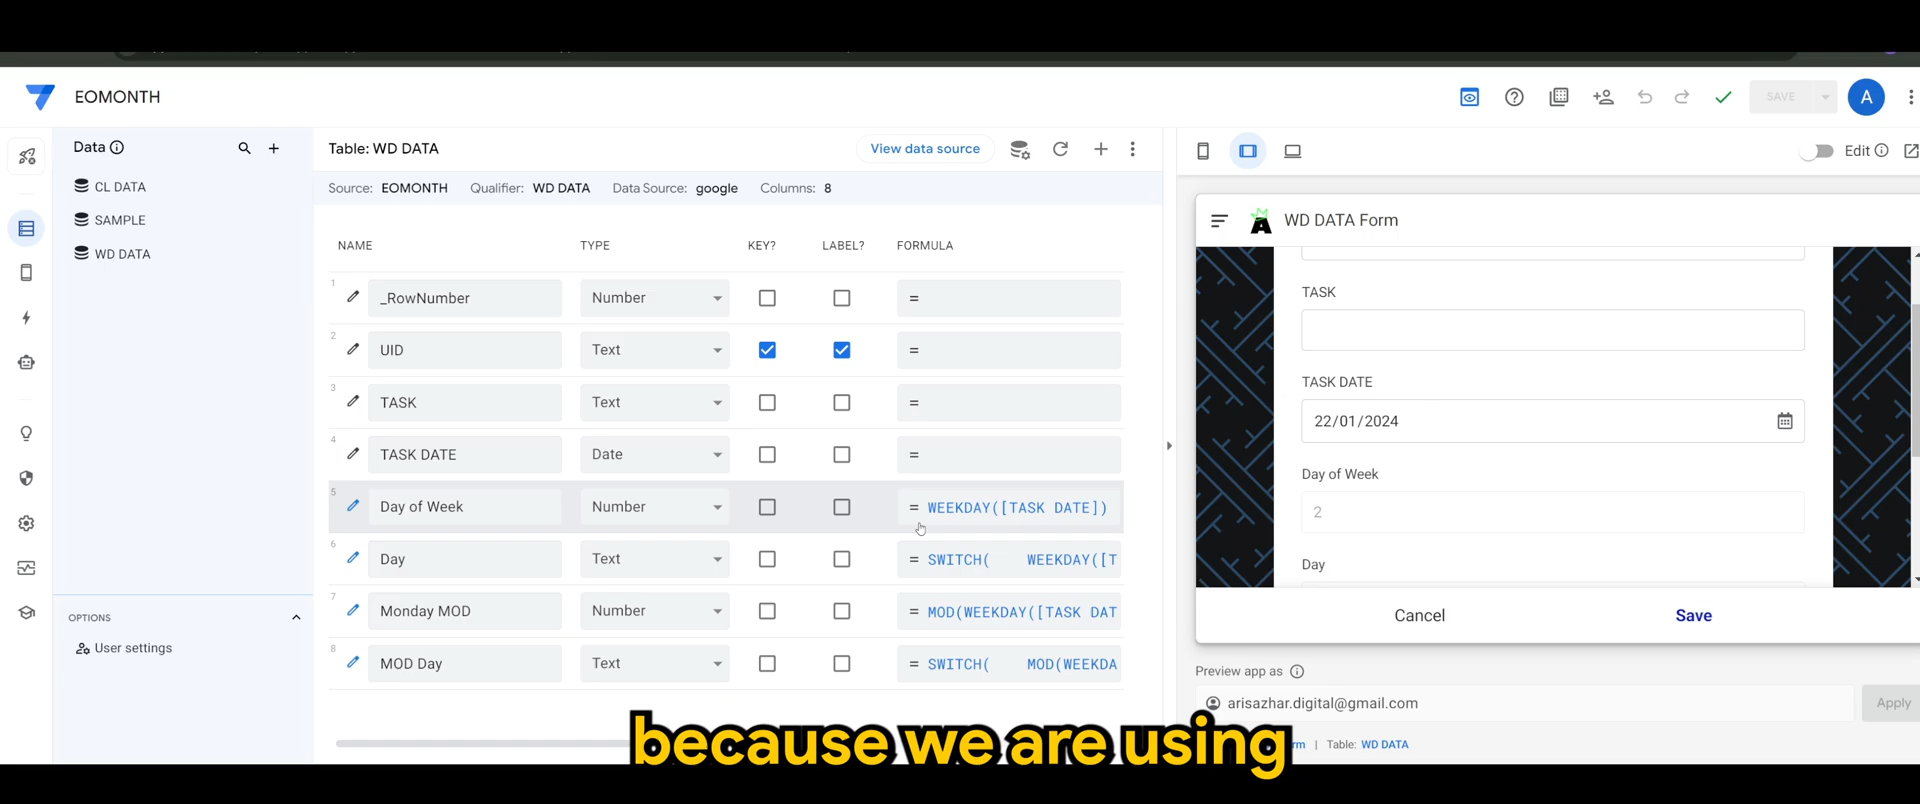 EOMONTH
SAVE
A
Data
CL DATA
SAMPLE
WD DATA
OPTIONS
User settings
Table: WD DATA
View data source
Source: EOMONTH Qualifier: WD DATA Data Source: google Columns: 8
NAME TYPE KEY? LABEL? FORMULA
1 _RowNumber Number =
2 UID Text =
3 TASK Text =
4 TASK DATE Date =
5 Day of Week Number = WEEKDAY([TASK DATE])
6 Day Text = SWITCH( WEEKDAY([T
7 Monday MOD Number = MOD(WEEKDAY([TASK DAT
8 MOD Day Text = SWITCH( MOD(WEEKDA
Edit
A WD DATA Form
TASK
TASK DATE
22/01/2024
Day of Week
2
Day
Cancel Save
Preview app as
arisazhar.digital@gmail.com Apply
rm | Table: WD DATA
because we are using